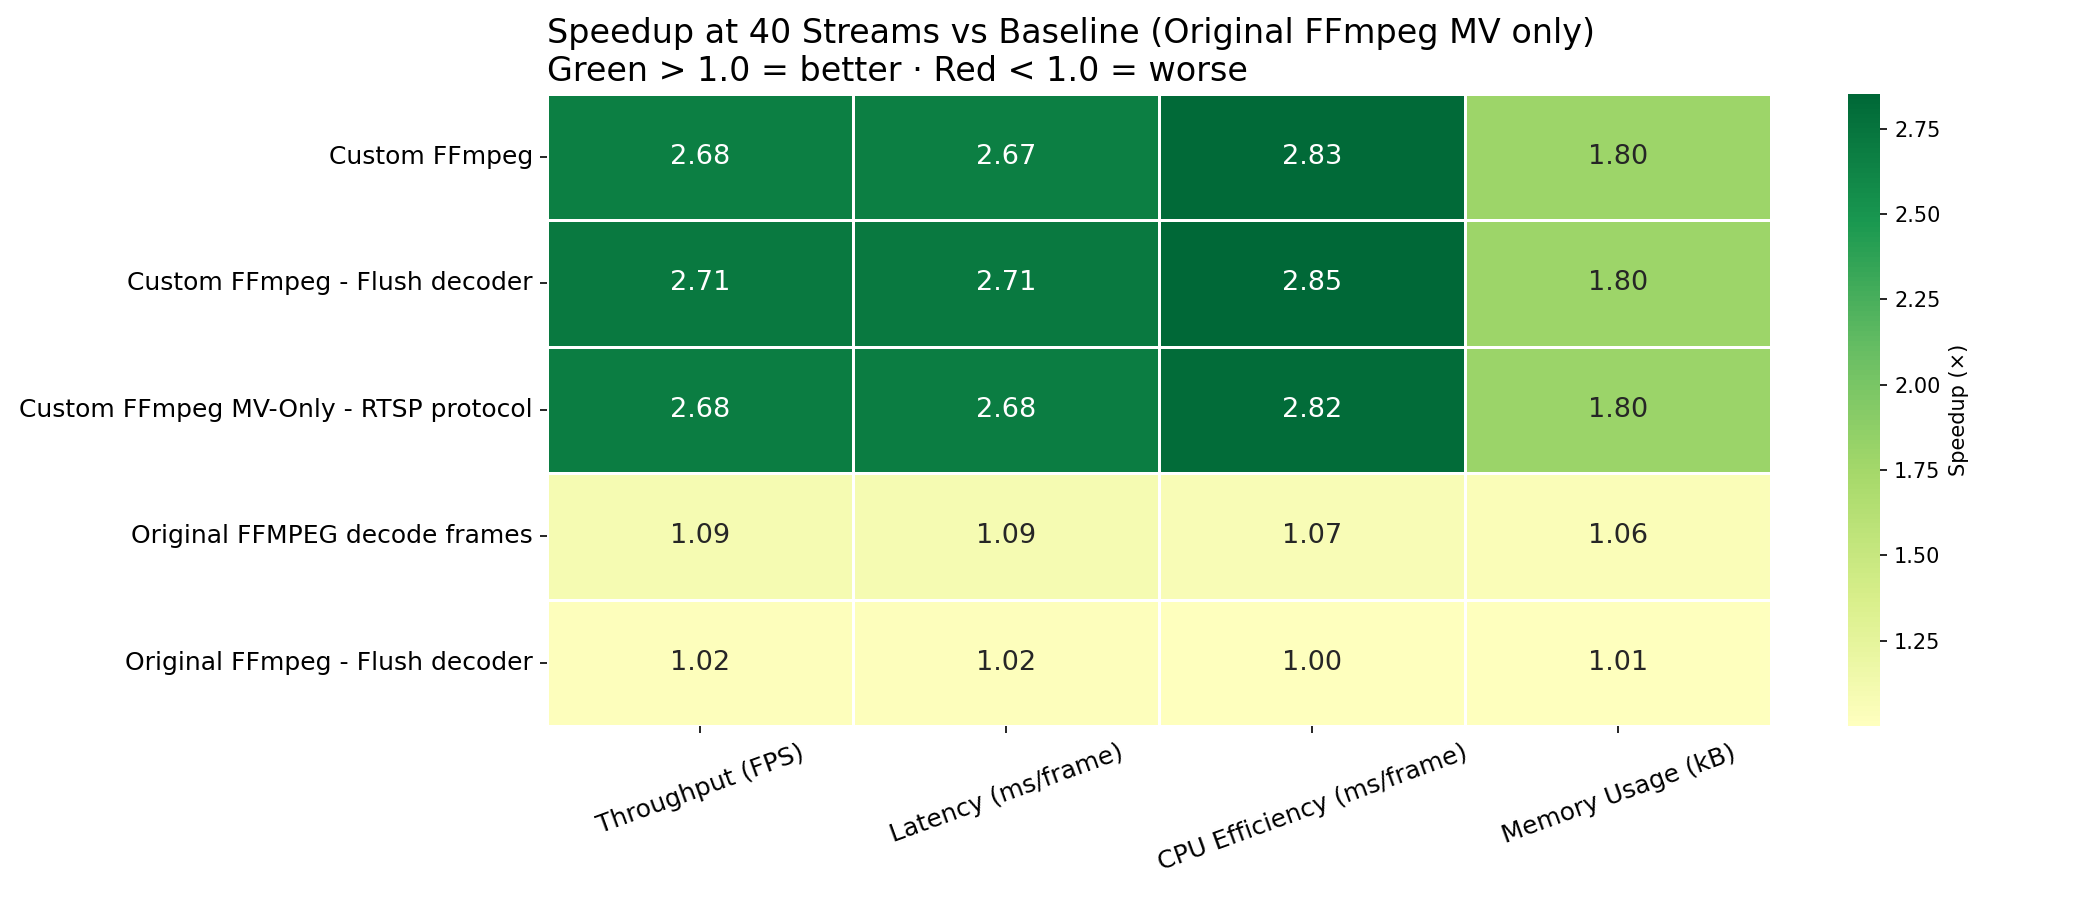 Speedup at 40 Streams vs Baseline (Original FFmpeg MV only)
Green > 1.0 = better · Red < 1.0 = worse
Custom FFmpeg 2.68 2.67 2.83 1.80
Custom FFmpeg - Flush decoder 2.71 2.71 2.85 1.80
Custom FFmpeg MV-Only - RTSP protocol 2.68 2.68 2.82 1.80
Original FFMPEG decode frames 1.09 1.09 1.07 1.06
Original FFmpeg - Flush decoder 1.02 1.02 1.00 1.01
Throughput (FPS)
Latency (ms/frame)
CPU Efficiency (ms/frame)
Memory Usage (kB)
2.75
2.50
2.25
2.00
1.75
1.50
1.25
Speedup (×)